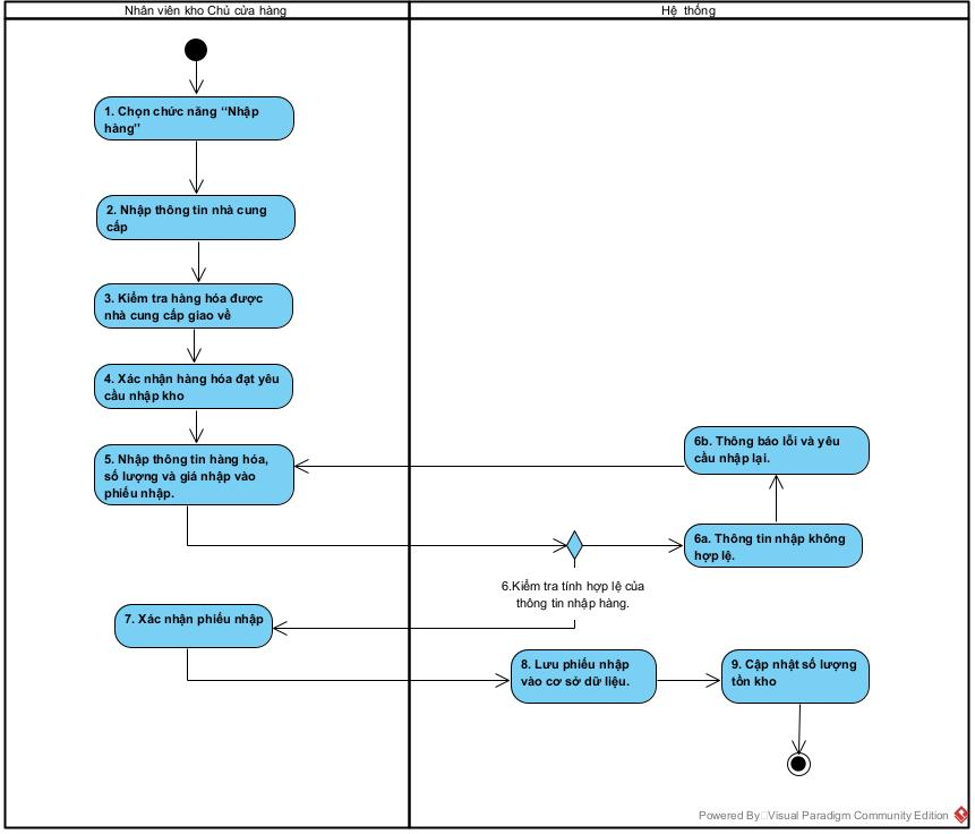 Nhân viên kho Chủ cửa hàng
Hệ thống
1. Chọn chức năng “Nhập
hàng”
2. Nhập thông tin nhà cung
cấp
3. Kiểm tra hàng hóa được
nhà cung cấp giao về
4. Xác nhận hàng hóa đạt yêu
cầu nhập kho
5. Nhập thông tin hàng hóa,
số lượng và giá nhập vào
phiếu nhập.
6b. Thông báo lỗi và yêu
cầu nhập lại.
6a. Thông tin nhập không
hợp lệ.
6.Kiểm tra tính hợp lệ của
thông tin nhập hàng.
7. Xác nhận phiếu nhập
8. Lưu phiếu nhập
vào cơ sở dữ liệu.
9. Cập nhật số lượng
tồn kho
Powered By Visual Paradigm Community Edition